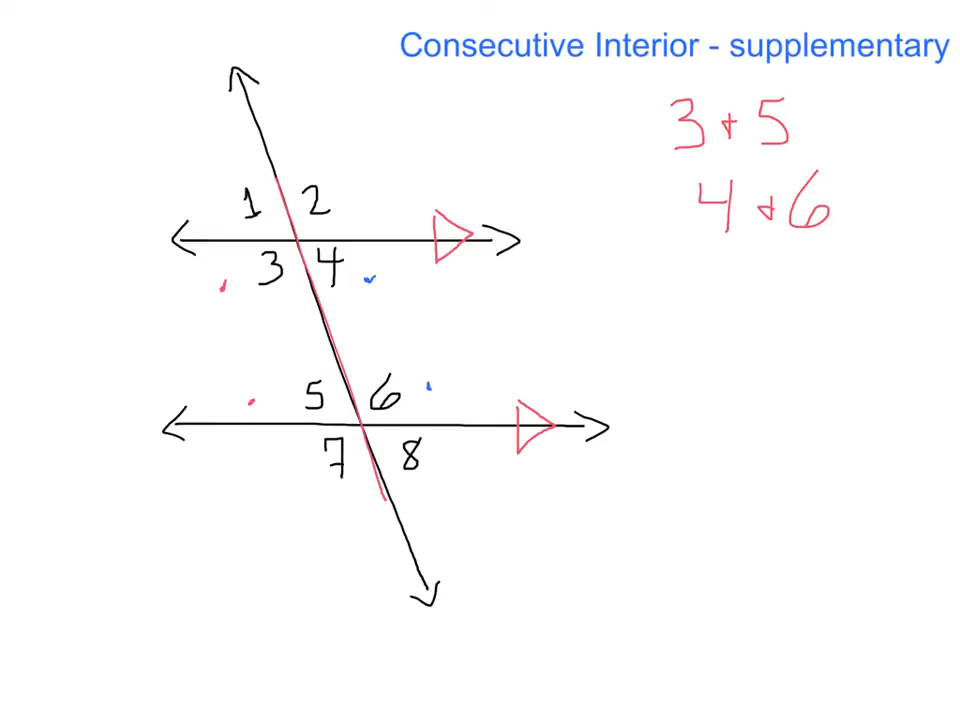 Consecutive Interior - supplementary
3 + 5
4 + 6
1 2
3 4
5 6
7 8